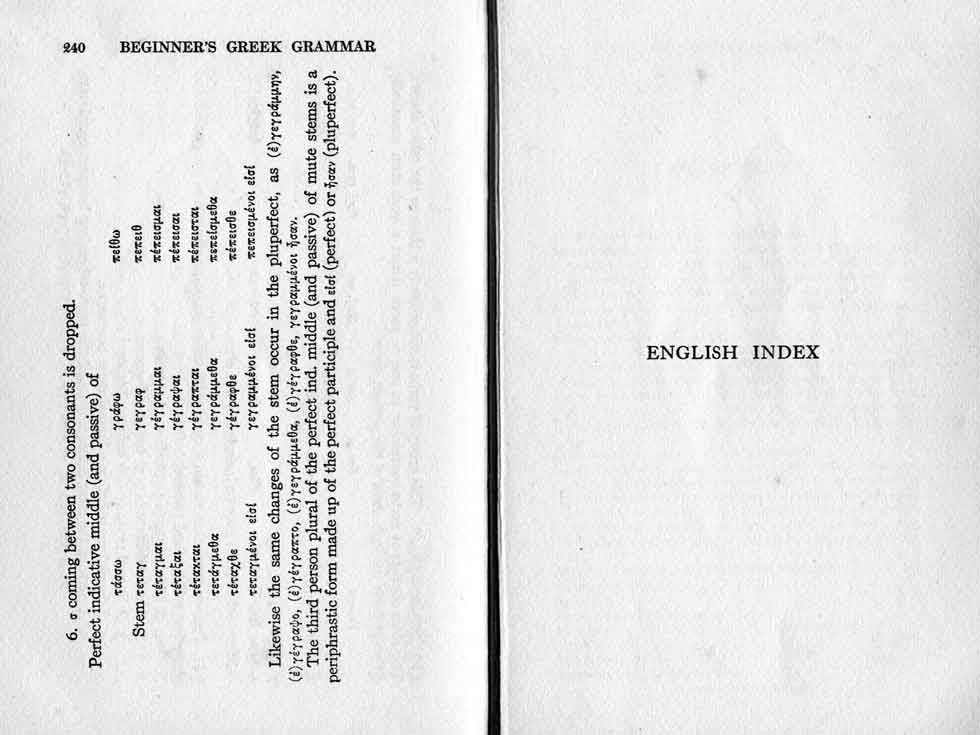 240 BEGINNER'S GREEK GRAMMAR
6. σ coming between two consonants is dropped.
Perfect indicative middle (and passive) of
τάσσω γράφω πείθω
Stem τεταγ γεγραφ πεπειθ
τέταγμαι γέγραμμαι πέπεισμαι
τέταξαι γέγραψαι πέπεισαι
τέτακται γέγραπται πέπεισται
τετάγμεθα γεγράμμεθα πεπείσμεθα
τέταχθε γέγραφθε πέπεισθε
τεταγμένοι εἰσί γεγραμμένοι εἰσί πεπεισμένοι εἰσί
Likewise the same changes of the stem occur in the pluperfect, as (ἐ)γεγράμμην,
(ἐ)γέγραψο, (ἐ)γέγραπτο, (ἐ)γεγράμμεθα, (ἐ)γέγραφθε, γεγραμμένοι ἦσαν.
The third person plural of the perfect ind. middle (and passive) of mute stems is a
periphrastic form made up of the perfect participle and εἰσί (perfect) or ἦσαν (pluperfect).
ENGLISH INDEX